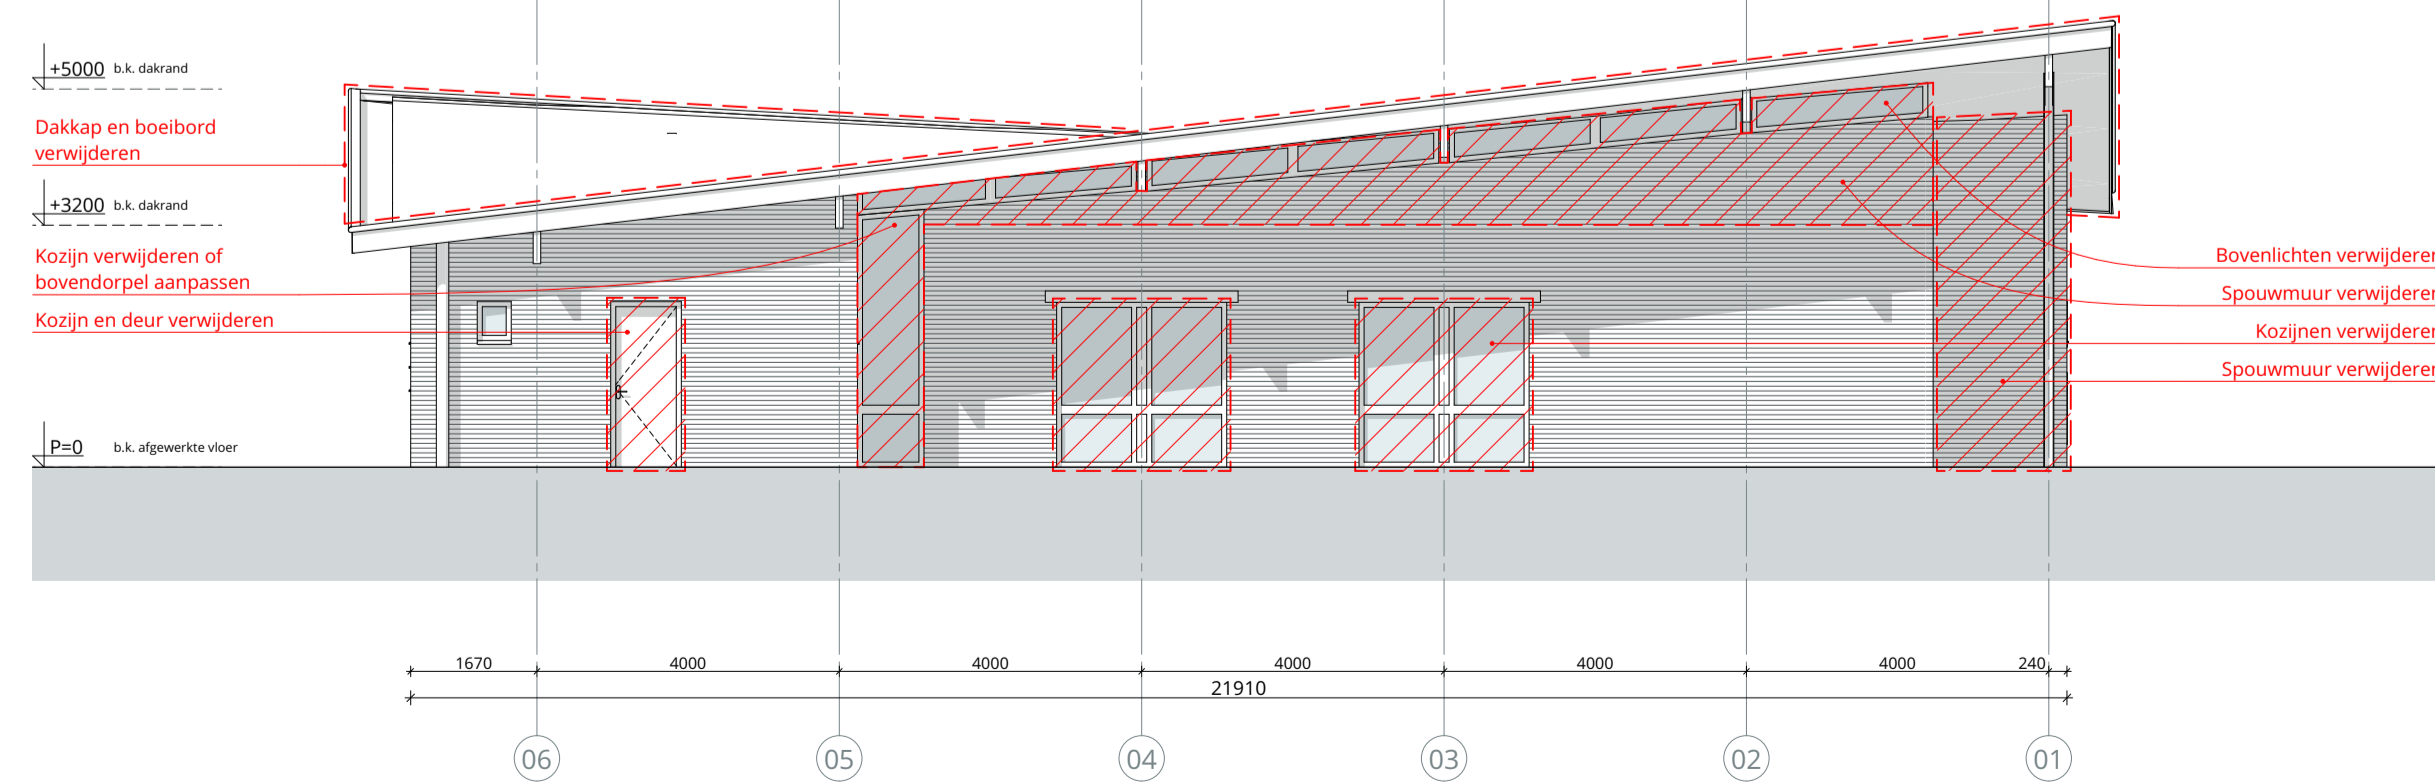 +5000 b.k. dakrand
Dakkap en boeibord
verwijderen
+3200 b.k. dakrand
Kozijn verwijderen of
bovendorpel aanpassen
Kozijn en deur verwijderen
P=0 b.k. afgewerkte vloer
Bovenlichten verwijderen
Spouwmuur verwijderen
Kozijnen verwijderen
Spouwmuur verwijderen
1670 4000 4000 4000 4000 4000 240
21910
06 05 04 03 02 01